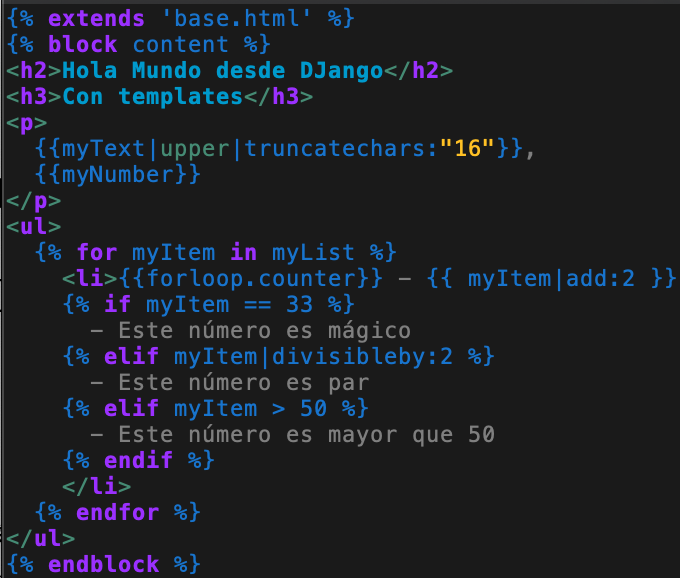 {% extends 'base.html' %}
{% block content %}
<h2>Hola Mundo desde DJango</h2>
<h3>Con templates</h3>
<p>
  {{myText|upper|truncatechars:"16"}},
  {{myNumber}}
</p>
<ul>
  {% for myItem in myList %}
    <li>{{forloop.counter}} - {{ myItem|add:2 }}
    {% if myItem == 33 %}
      - Este número es mágico
    {% elif myItem|divisibleby:2 %}
      - Este número es par
    {% elif myItem > 50 %}
      - Este número es mayor que 50
    {% endif %}
    </li>
  {% endfor %}
</ul>
{% endblock %}